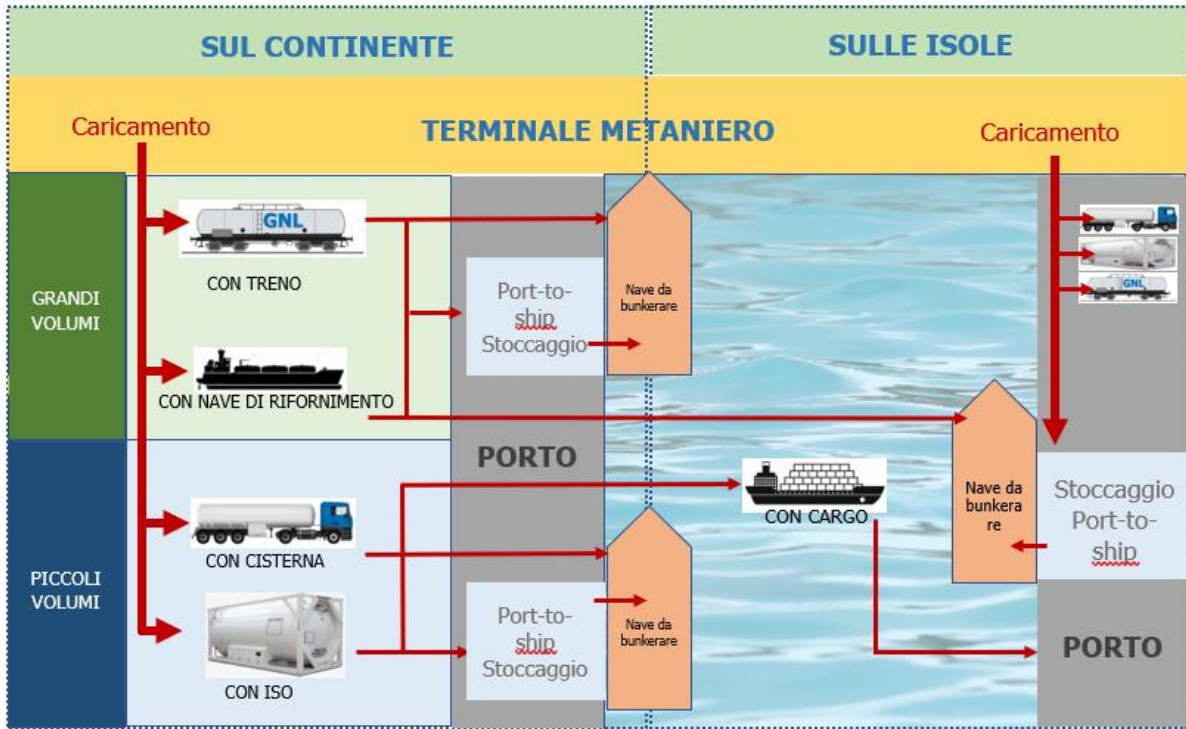 SUL CONTINENTE
SULLE ISOLE
Caricamento
TERMINALE METANIERO
Caricamento
GRANDI
VOLUMI
GNL
CON TRENO
CON NAVE DI RIFORNIMENTO
Port-to-
ship
Stoccaggio
Nave da
bunkerare
GNL
PORTO
PICCOLI
VOLUMI
CON CISTERNA
CON ISO
Port-to-
ship
Stoccaggio
Nave da
bunkerare
CON CARGO
Nave da
bunkera
re
Stoccaggio
Port-to-
ship
PORTO